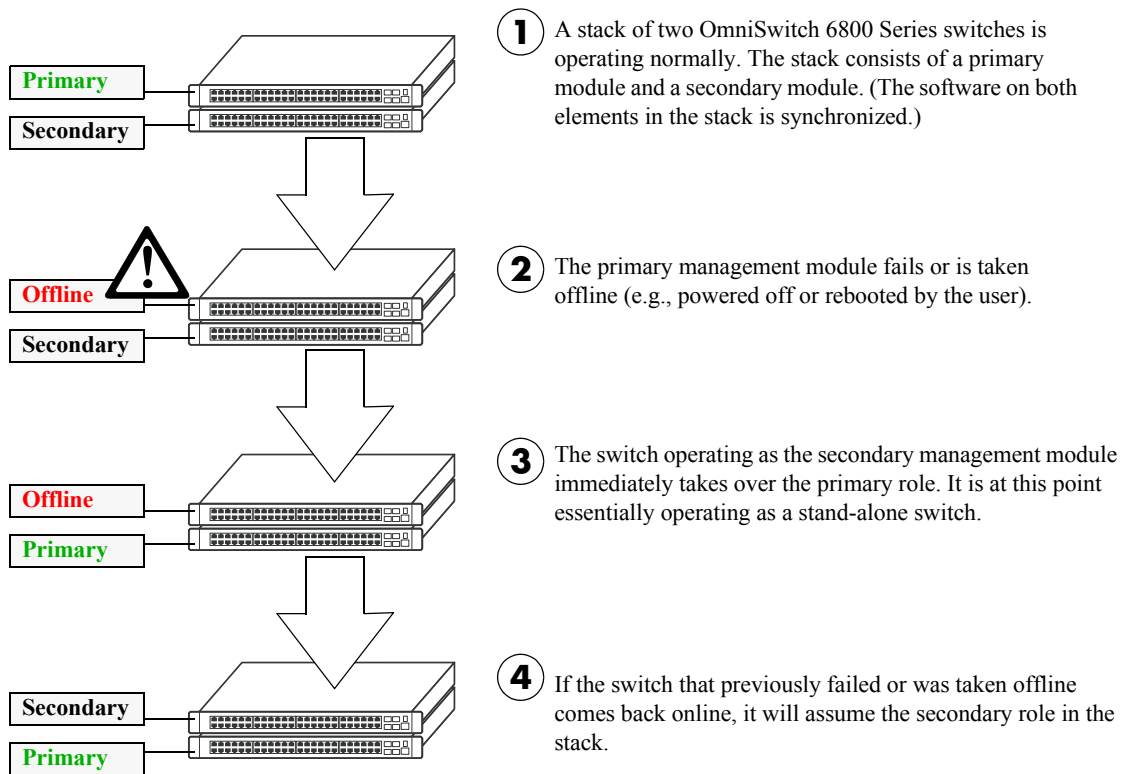 1
A stack of two OmniSwitch 6800 Series switches is
operating normally. The stack consists of a primary
module and a secondary module. (The software on both
elements in the stack is synchronized.)
Primary
Secondary
2
The primary management module fails or is taken
offline (e.g., powered off or rebooted by the user).
Offline
Secondary
3
The switch operating as the secondary management module
immediately takes over the primary role. It is at this point
essentially operating as a stand-alone switch.
Offline
Primary
4
If the switch that previously failed or was taken offline
comes back online, it will assume the secondary role in the
stack.
Secondary
Primary